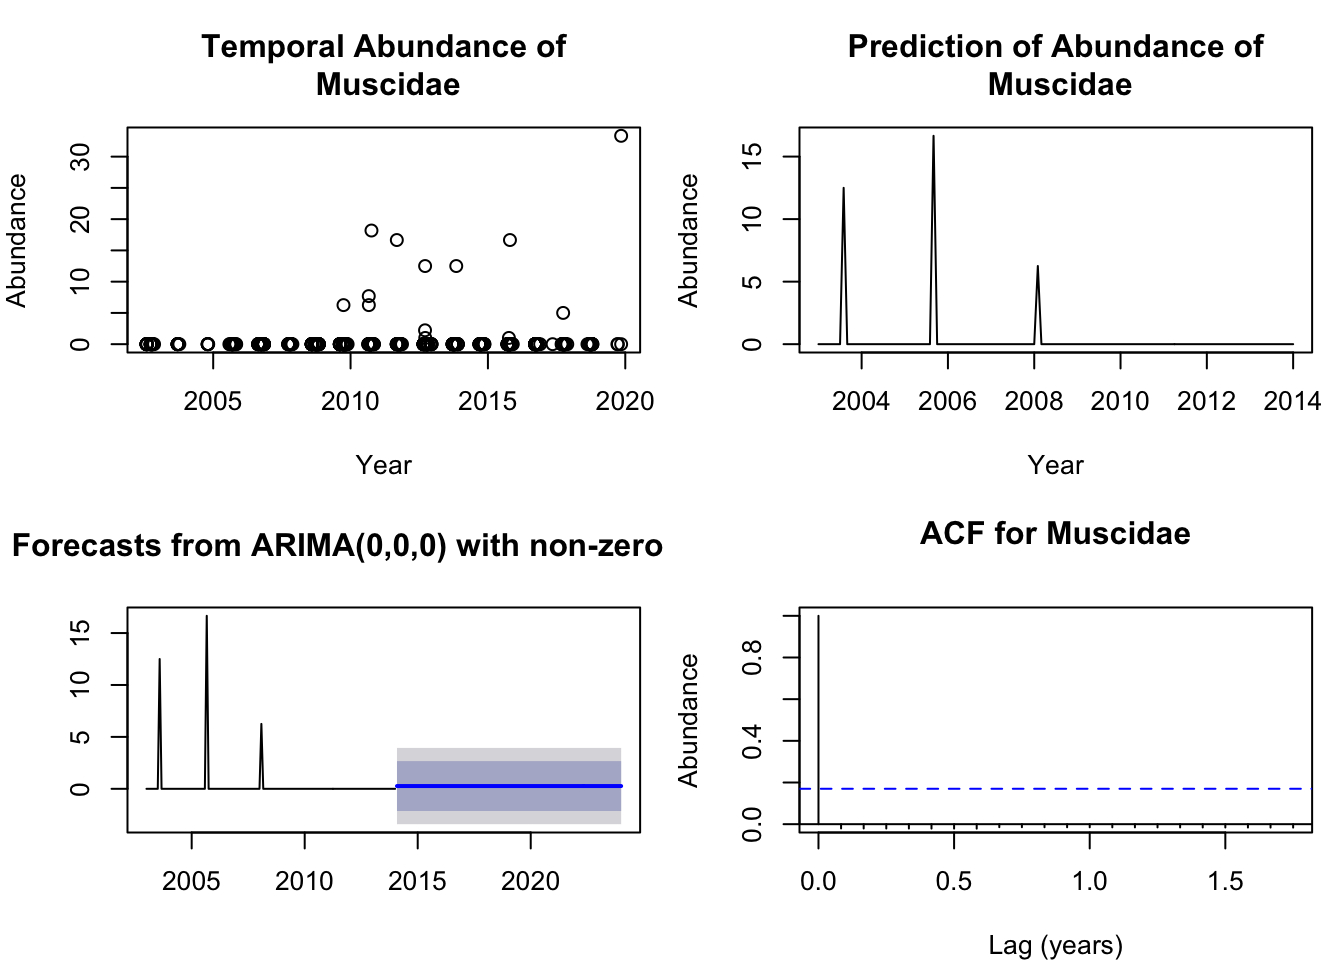 Temporal Abundance of
Muscidae
Abundance
0
10
20
30
2005
2010
2015
2020
Year
Prediction of Abundance of
Muscidae
Abundance
0
5
10
15
2004
2006
2008
2010
2012
2014
Year
Forecasts from ARIMA(0,0,0) with non-zero
0
5
10
15
2005
2010
2015
2020
ACF for Muscidae
Abundance
0.0
0.4
0.8
0.0
0.5
1.0
1.5
Lag (years)